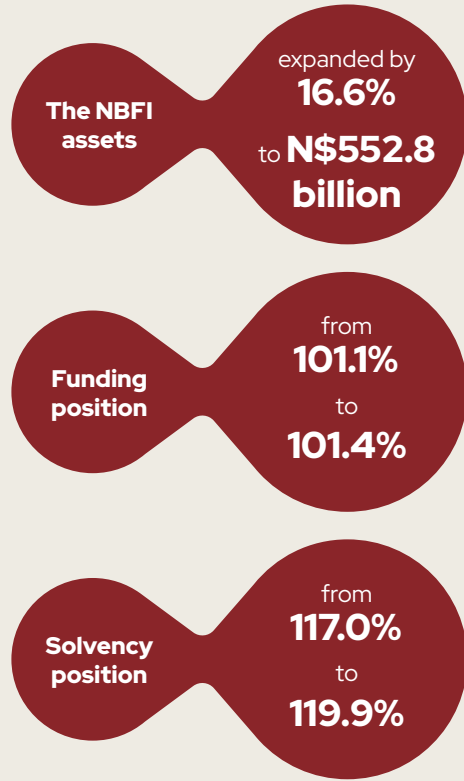 The NBFI
assets
expanded by
16.6%
to N$552.8
billion
Funding
position
from
101.1%
to
101.4%
Solvency
position
from
117.0%
to
119.9%